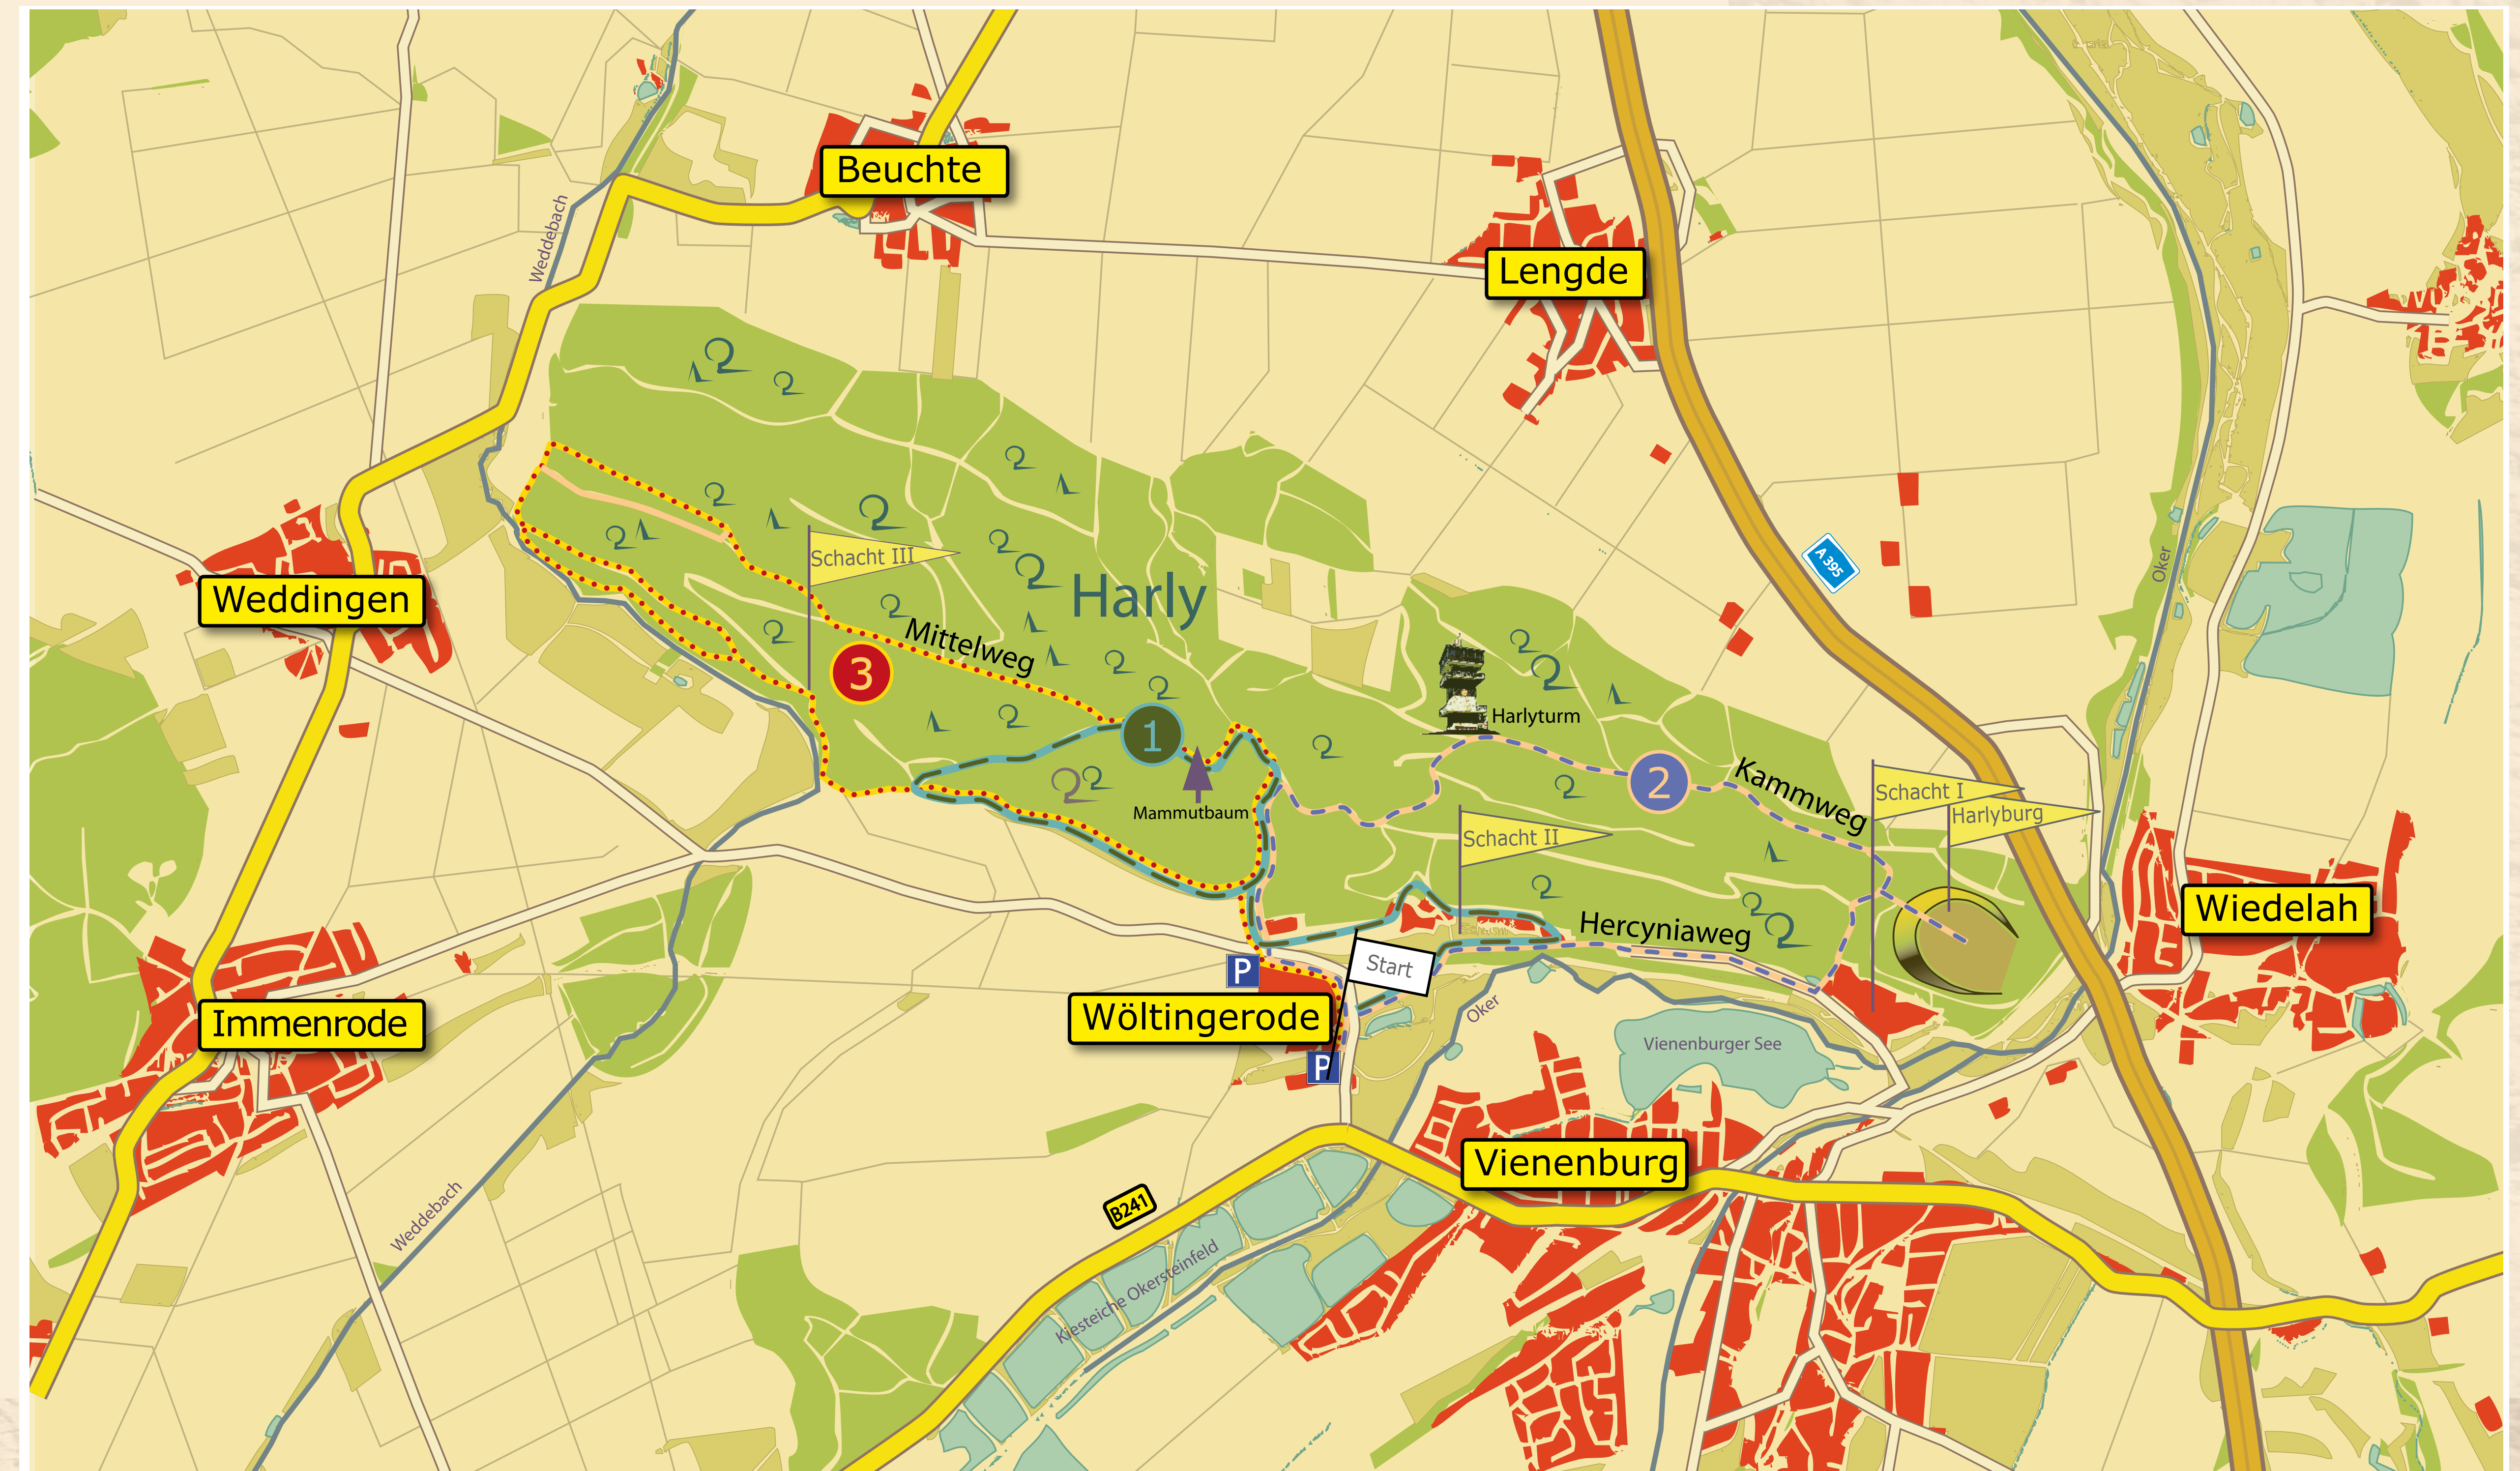 Beuchte
Weddebach
Lengde
Oker
A 395
Schacht III
Weddingen
Harly
Mittelweg
3
1
Harlyturm
Mammutbaum
2
Kammweg
Schacht I
Harlyburg
Schacht II
Wiedelah
Hercyniaweg
P
Start
Wöltingerode
Oker
Immenrode
Vienenburger See
P
Vienenburg
B241
Weddebach
Kiesteiche Okersteinfeld